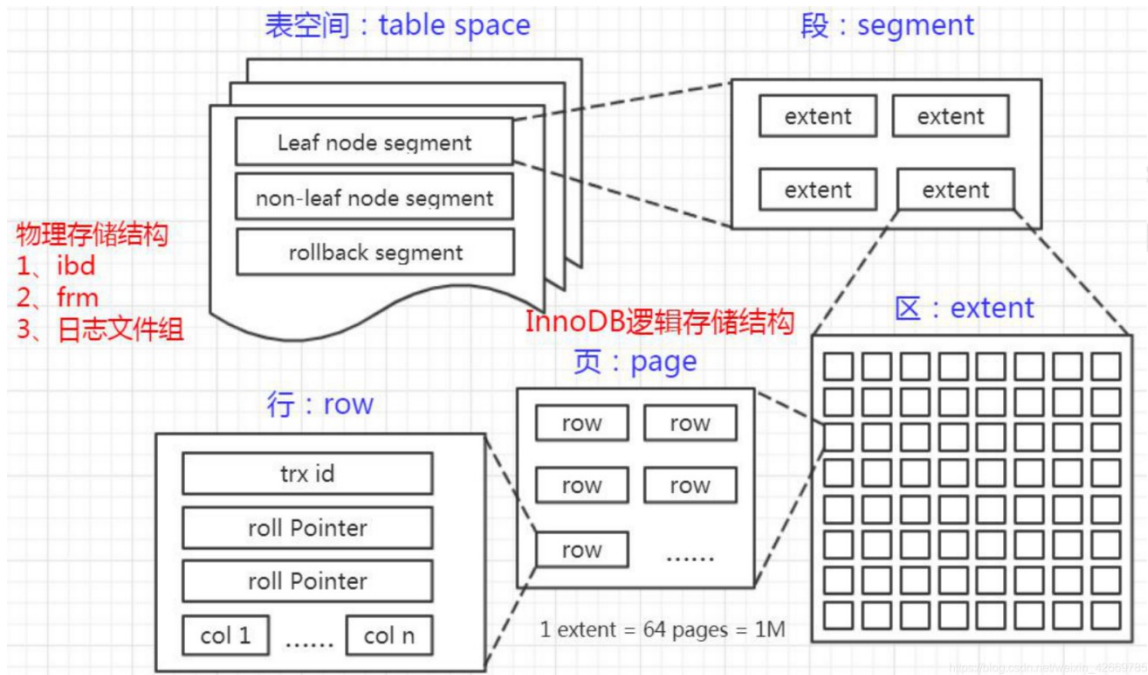 表空间：table space
段：segment
Leaf node segment
non-leaf node segment
rollback segment
extent
extent
extent
extent
物理存储结构
1、ibd
2、frm
3、日志文件组
InnoDB逻辑存储结构
区：extent
页：page
row
row
row
row
row
......
行：row
trx id
roll Pointer
roll Pointer
col 1
......
col n
1 extent = 64 pages = 1M